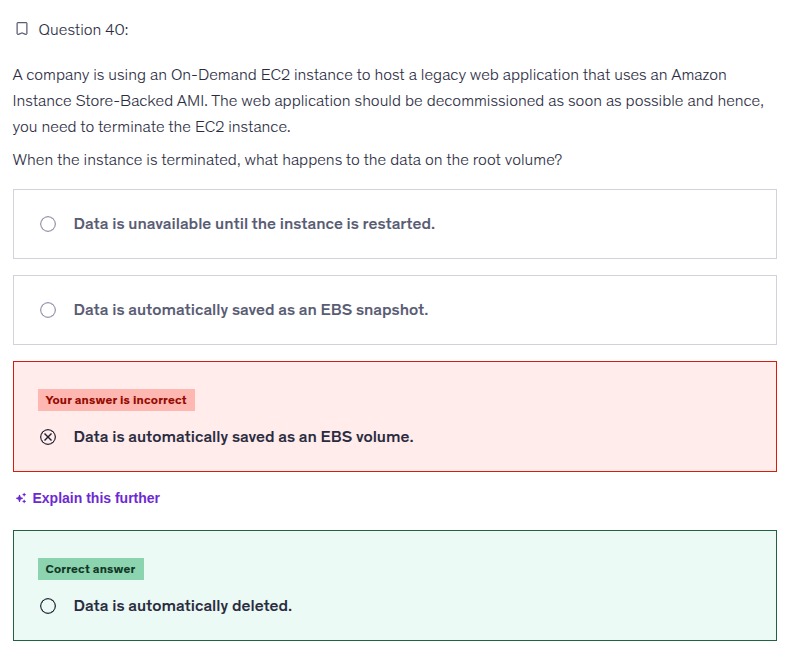 Question 40:
A company is using an On-Demand EC2 instance to host a legacy web application that uses an Amazon
Instance Store-Backed AMI. The web application should be decommissioned as soon as possible and hence,
you need to terminate the EC2 instance.
When the instance is terminated, what happens to the data on the root volume?
Data is unavailable until the instance is restarted.
Data is automatically saved as an EBS snapshot.
Your answer is incorrect
Data is automatically saved as an EBS volume.
Explain this further
Correct answer
Data is automatically deleted.